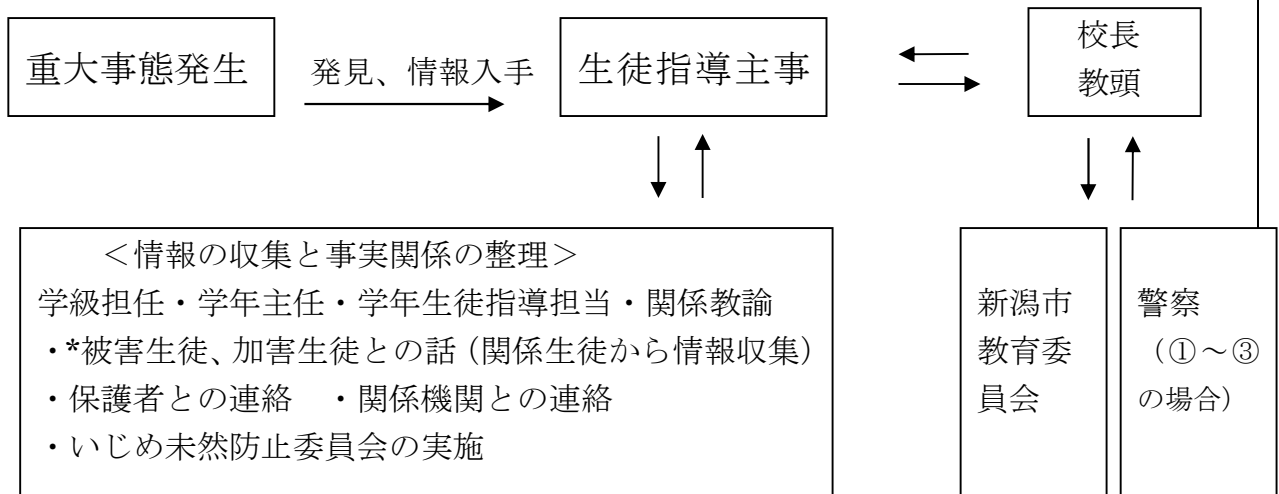 重大事態発生
発見、情報入手
生徒指導主事
校長
教頭
＜情報の収集と事実関係の整理＞
学級担任・学年主任・学年生徒指導担当・関係教諭
・*被害生徒、加害生徒との話（関係生徒から情報収集）
・保護者との連絡　・関係機関との連絡
・いじめ未然防止委員会の実施
新潟市
教育委
員会
警察
（①～③
の場合）